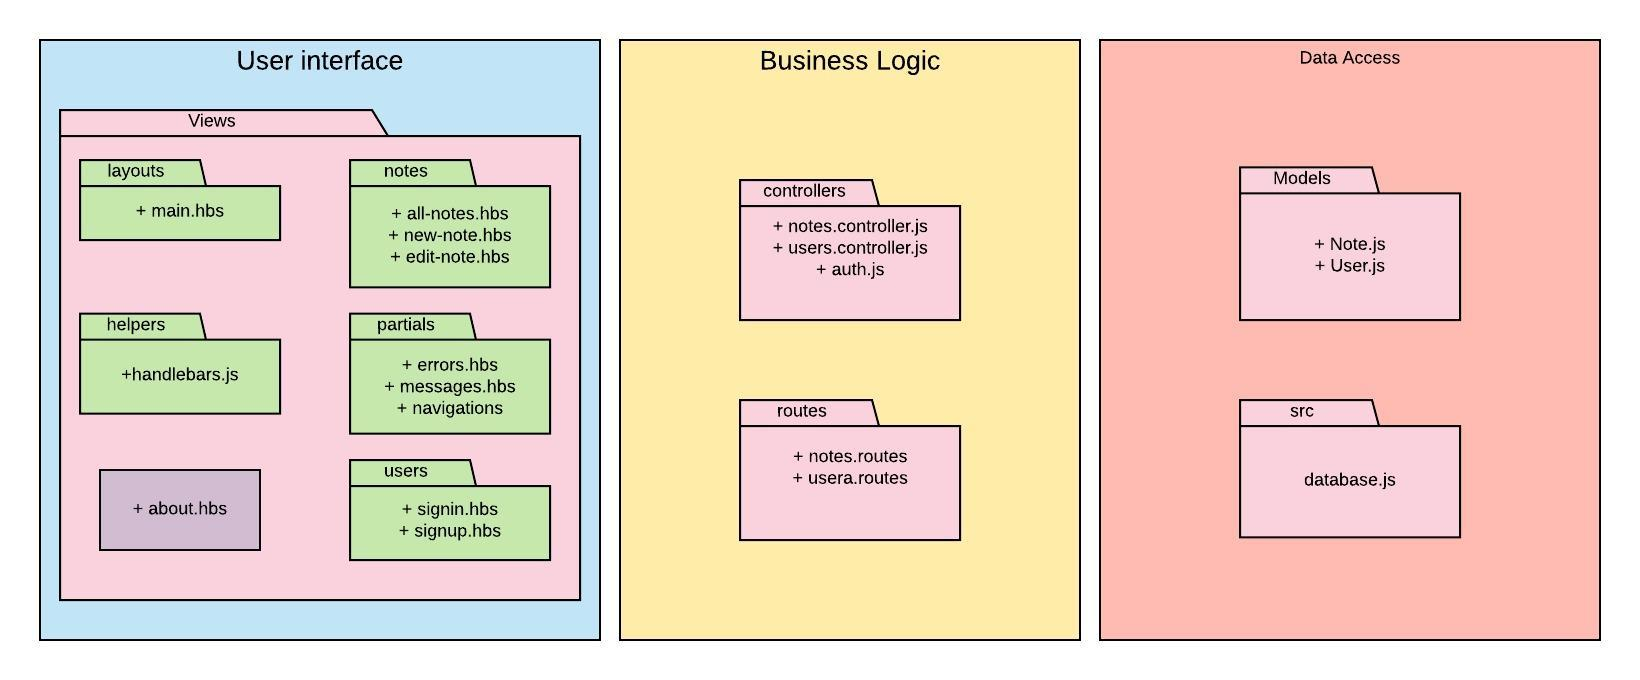 User interface
Views
layouts
+ main.hbs
notes
+ all-notes.hbs
+ new-note.hbs
+ edit-note.hbs
helpers
+handlebars.js
partials
+ errors.hbs
+ messages.hbs
+ navigations
+ about.hbs
users
+ signin.hbs
+ signup.hbs
Business Logic
controllers
+ notes.controller.js
+ users.controller.js
+ auth.js
routes
+ notes.routes
+ usera.routes
Data Access
Models
+ Note.js
+ User.js
src
database.js